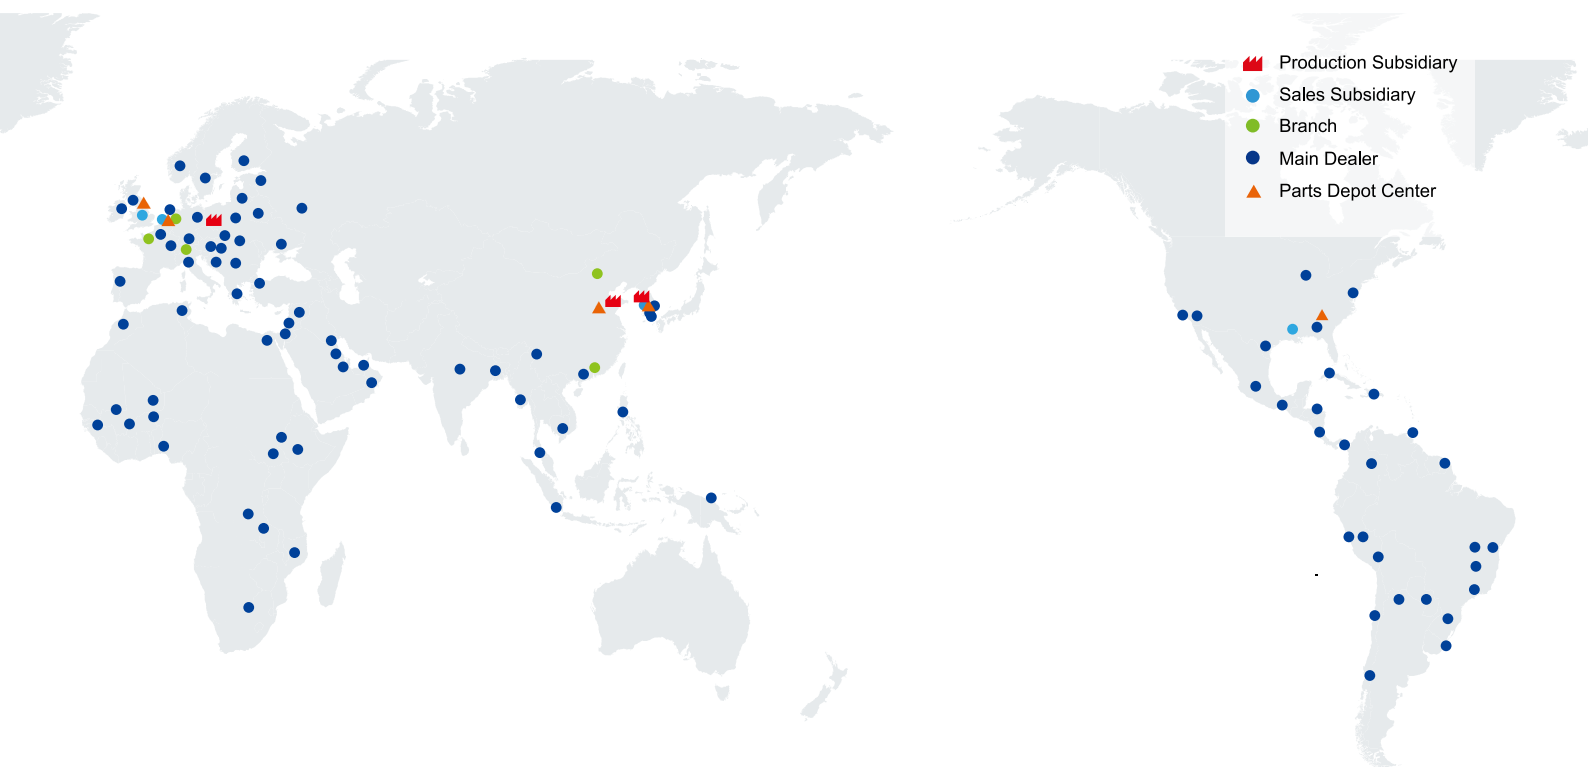 Production Subsidiary
Sales Subsidiary
Branch
Main Dealer
Parts Depot Center